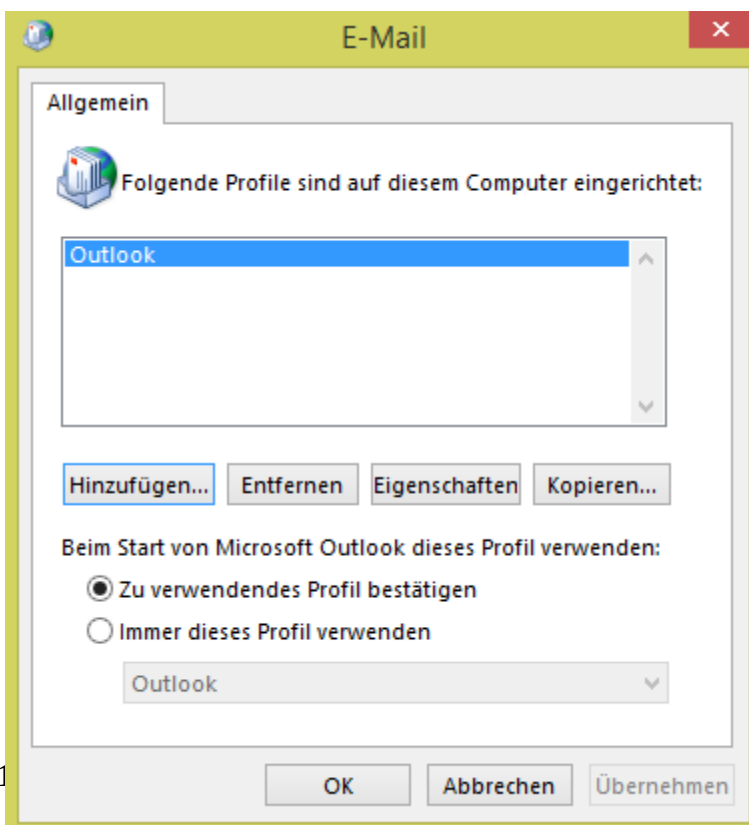 E-Mail
Allgemein
Folgende Profile sind auf diesem Computer eingerichtet:
Outlook
Hinzufügen... Entfernen Eigenschaften Kopieren...
Beim Start von Microsoft Outlook dieses Profil verwenden:
Zu verwendendes Profil bestätigen
Immer dieses Profil verwenden
Outlook
1
OK Abbrechen Übernehmen